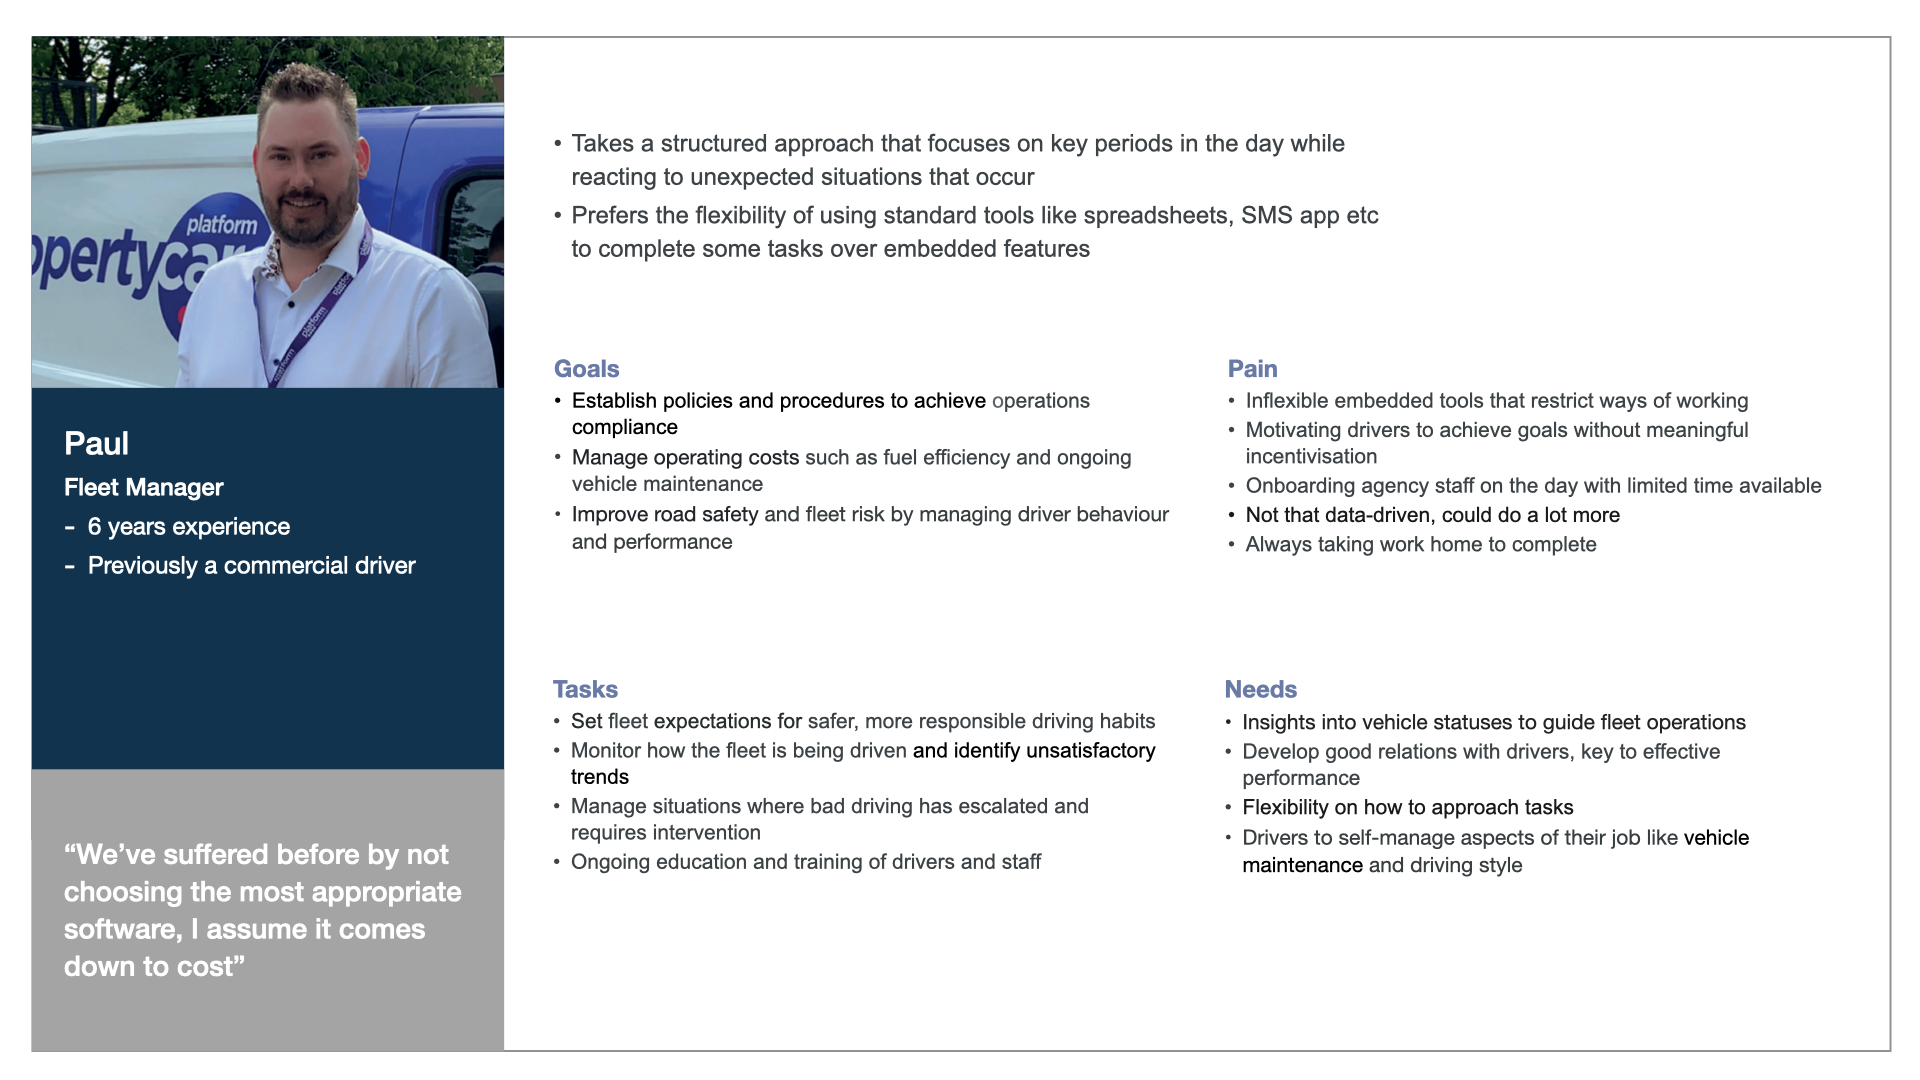 platform
opertycare
platform
platform
Paul
Fleet Manager
- 6 years experience
- Previously a commercial driver
“We’ve suffered before by not
choosing the most appropriate
software, I assume it comes
down to cost”
• Takes a structured approach that focuses on key periods in the day while
reacting to unexpected situations that occur
• Prefers the flexibility of using standard tools like spreadsheets, SMS app etc
to complete some tasks over embedded features
Goals
• Establish policies and procedures to achieve operations
compliance
• Manage operating costs such as fuel efficiency and ongoing
vehicle maintenance
• Improve road safety and fleet risk by managing driver behaviour
and performance
Pain
• Inflexible embedded tools that restrict ways of working
• Motivating drivers to achieve goals without meaningful
incentivisation
• Onboarding agency staff on the day with limited time available
• Not that data-driven, could do a lot more
• Always taking work home to complete
Tasks
• Set fleet expectations for safer, more responsible driving habits
• Monitor how the fleet is being driven and identify unsatisfactory
trends
• Manage situations where bad driving has escalated and
requires intervention
• Ongoing education and training of drivers and staff
Needs
• Insights into vehicle statuses to guide fleet operations
• Develop good relations with drivers, key to effective
performance
• Flexibility on how to approach tasks
• Drivers to self-manage aspects of their job like vehicle
maintenance and driving style